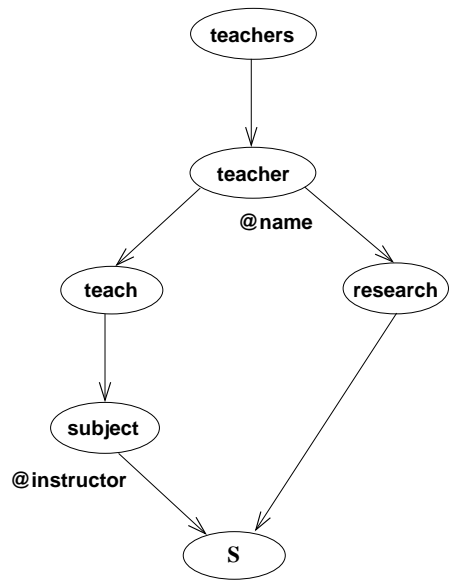 teachers
teacher
@name
teach
research
subject
@instructor
S